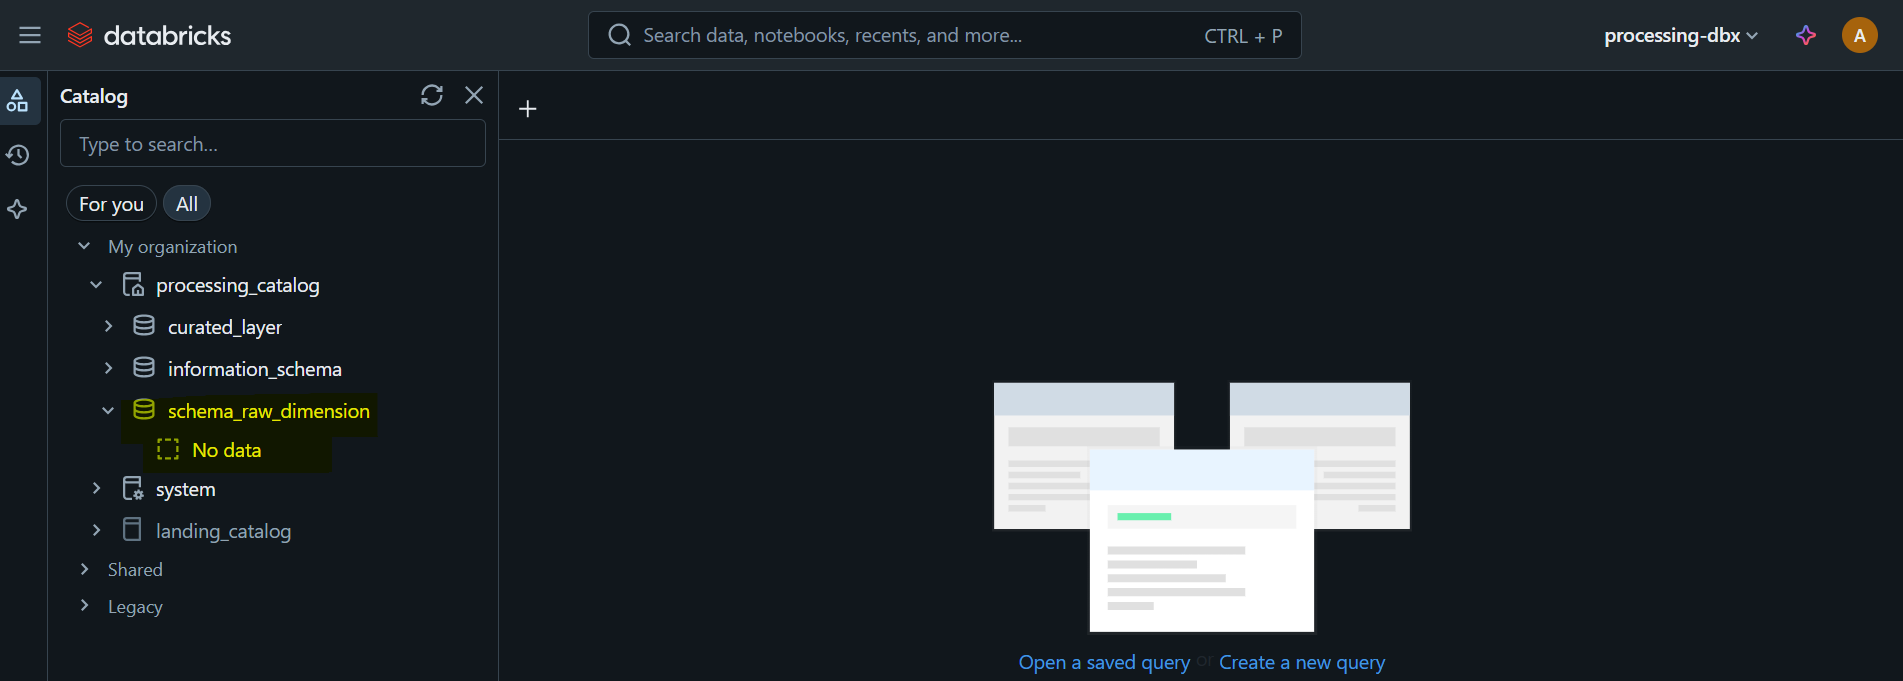 databricks
Search data, notebooks, recents, and more...
CTRL + P
processing-dbx
A
Catalog
Type to search...
For you
All
My organization
processing_catalog
curated_layer
information_schema
schema_raw_dimension
No data
system
landing_catalog
Shared
Legacy
Open a saved query or Create a new query